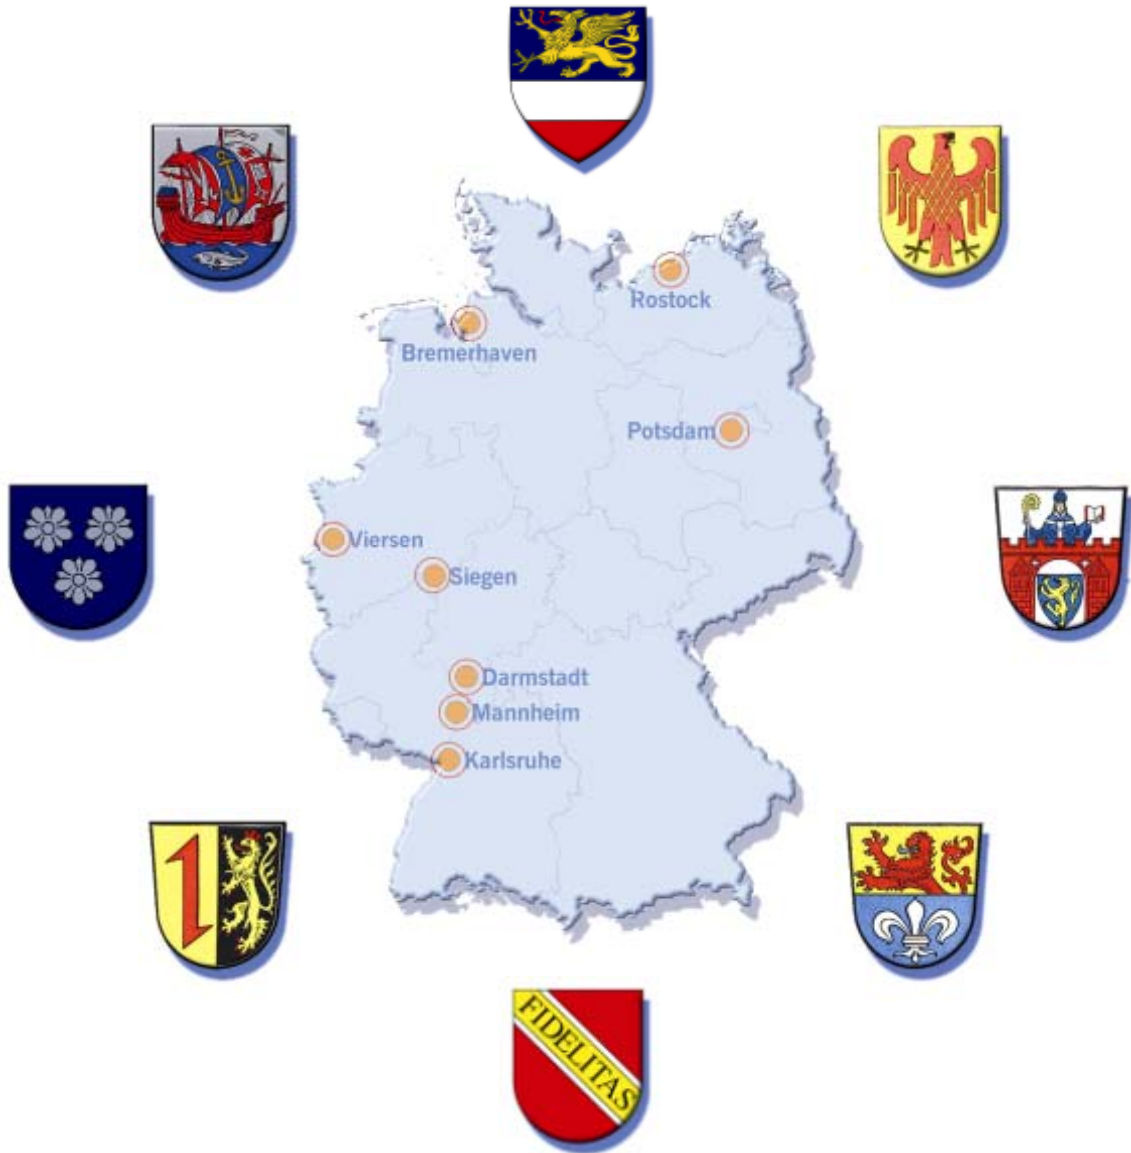 Rostock
Bremerhaven
Potsdam
Viersen
Siegen
Darmstadt
Mannheim
Karlsruhe
FIDELITAS